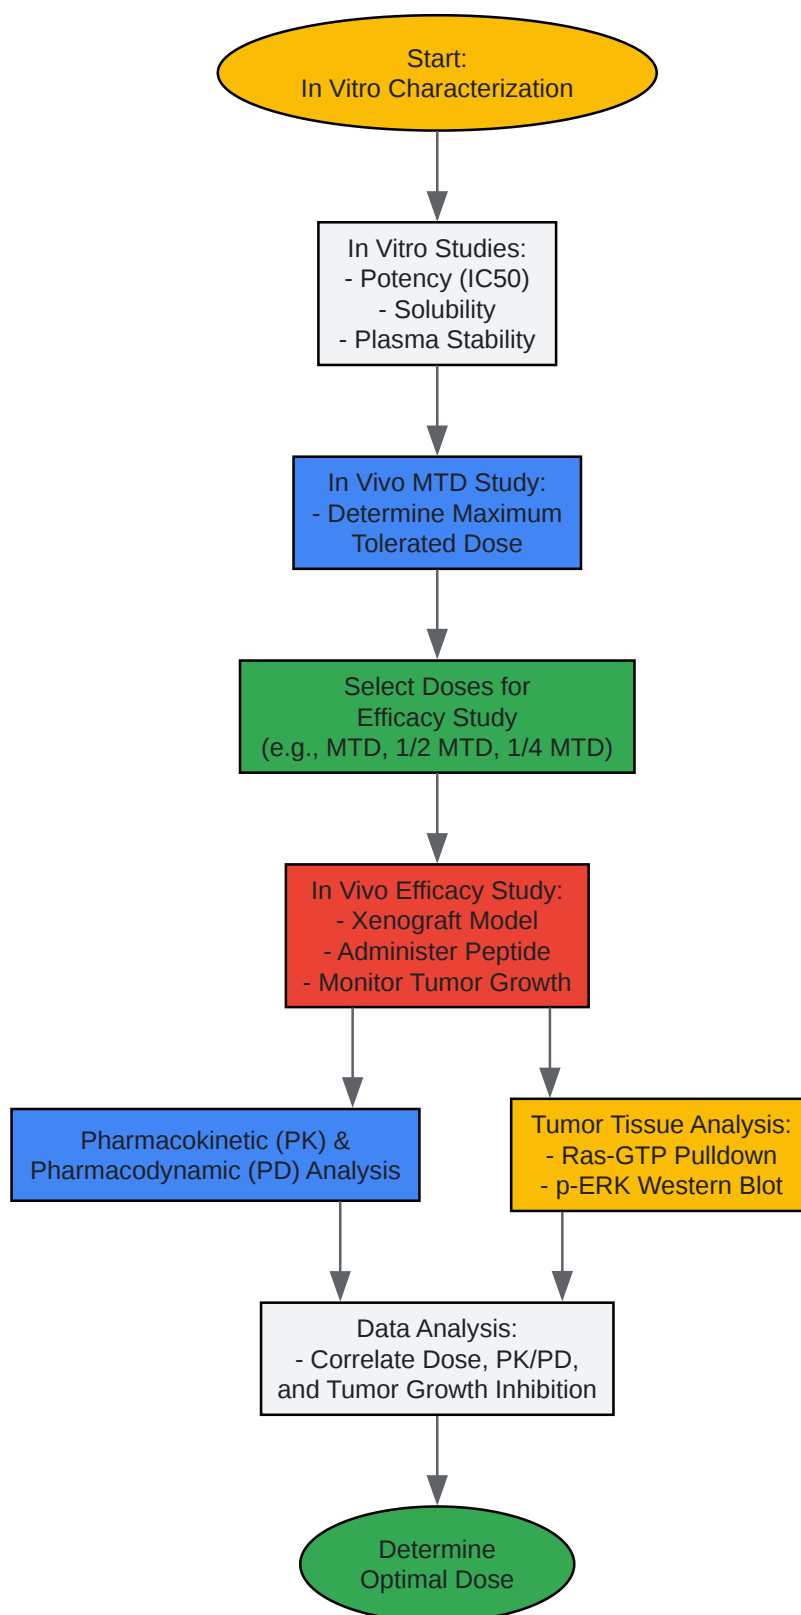 Start:
In Vitro Characterization
In Vitro Studies:
- Potency (IC50)
- Solubility
- Plasma Stability
In Vivo MTD Study:
- Determine Maximum
Tolerated Dose
Select Doses for
Efficacy Study
(e.g., MTD, 1/2 MTD, 1/4 MTD)
In Vivo Efficacy Study:
- Xenograft Model
- Administer Peptide
- Monitor Tumor Growth
Pharmacokinetic (PK) &
Pharmacodynamic (PD) Analysis
Tumor Tissue Analysis:
- Ras-GTP Pulldown
- p-ERK Western Blot
Data Analysis:
- Correlate Dose, PK/PD,
and Tumor Growth Inhibition
Determine
Optimal Dose